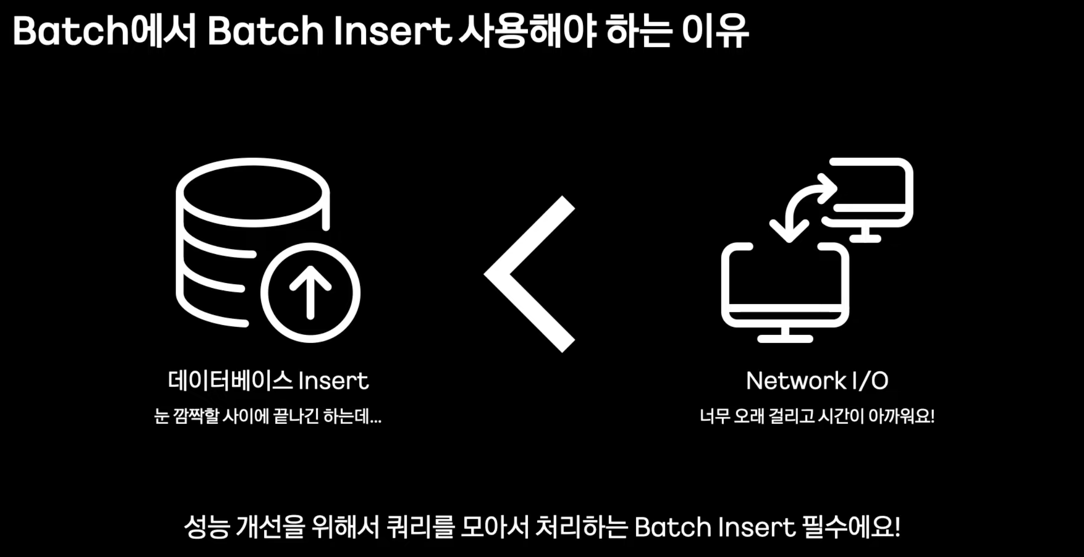 Batch에서 Batch Insert 사용해야 하는 이유
데이터베이스 Insert
눈 깜짝할 사이에 끝나긴 하는데...
Network I/O
너무 오래 걸리고 시간이 아까워요!
성능 개선을 위해서 쿼리를 모아서 처리하는 Batch Insert 필수에요!